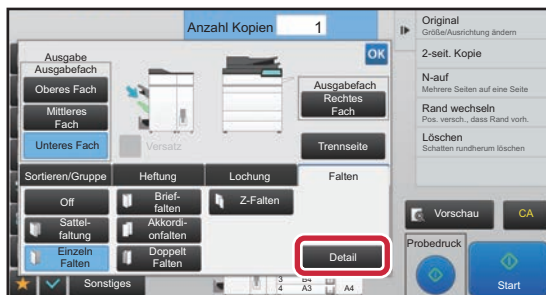 Anzahl Kopien 1
Original
Größe/Ausrichtung ändern
2-seit. Kopie
N-auf
Mehrere Seiten auf eine Seite
Rand wechseln
Pos. versch., dass Rand vorh.
Löschen
Schatten rundherum löschen
OK
Ausgabe
Ausgabefach
Oberes Fach
Mittleres
Fach
Unteres Fach
Versatz
Ausgabefach
Rechtes
Fach
Trennseite
Sortieren/Gruppe
Heftung
Lochung
Falten
Off
Brief-
falten
Z-Falten
Sattel-
faltung
Akkordi-
onfalten
Einzeln
Falten
Doppelt
Falten
Detail
Vorschau
CA
Probedruck
Start
Sonstiges
3 B4
4 A3
A4